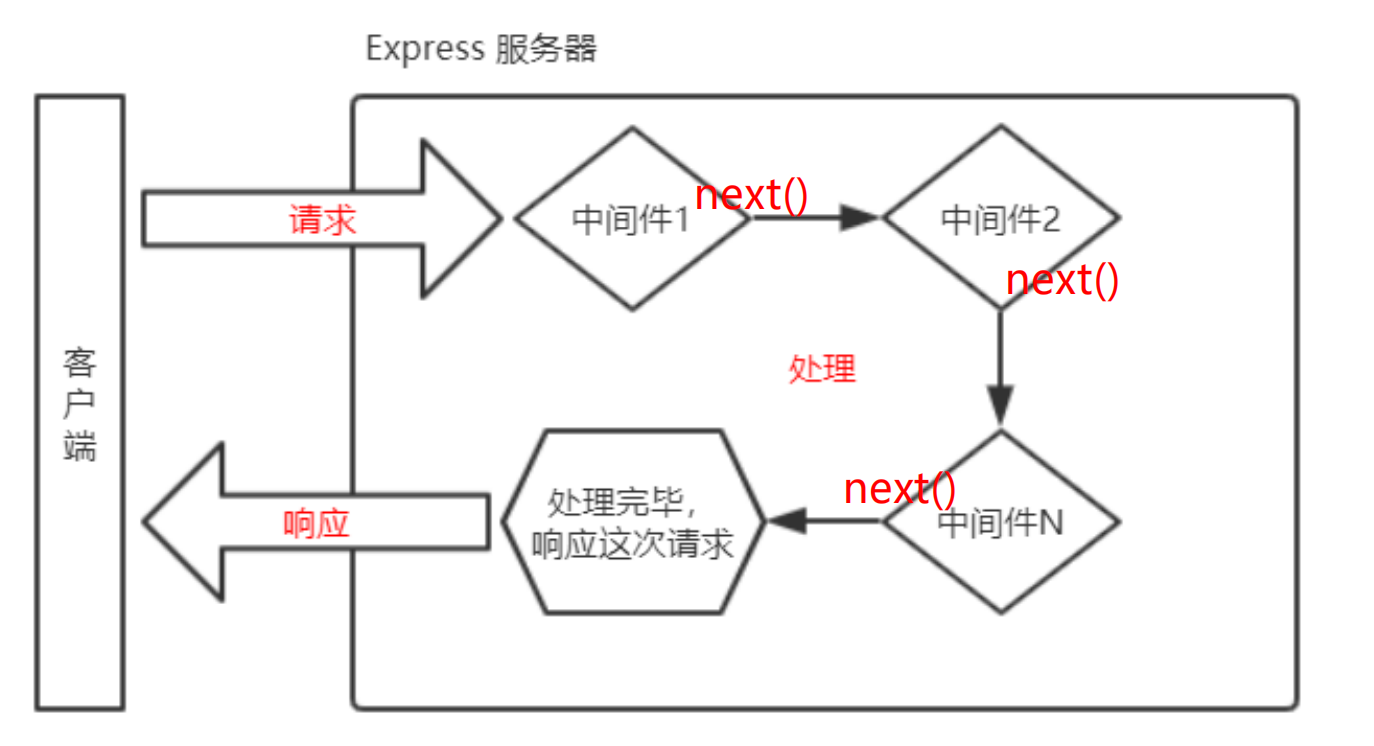 Express 服务器
客户端
请求
中间件1
next()
中间件2
next()
处理
next()
中间件N
处理完毕，
响应这次请求
响应